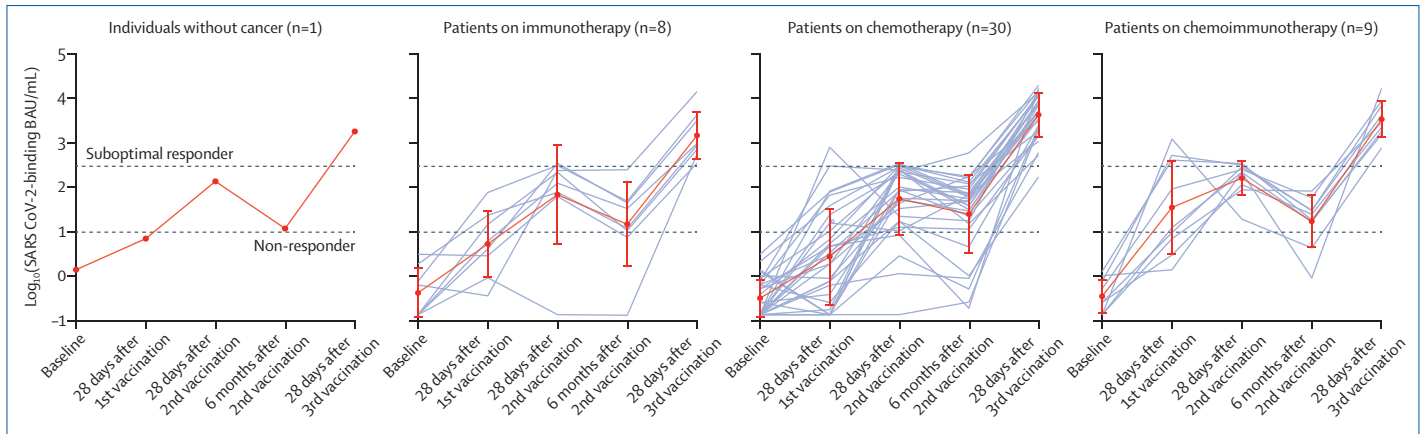 Individuals without cancer (n=1)
Patients on immunotherapy (n=8)
Patients on chemotherapy (n=30)
Patients on chemoimmunotherapy (n=9)
Log10(SARS CoV-2-binding BAU/mL)
5
4
3
2
1
0
–1
Suboptimal responder
Non-responder
Baseline
28 days after
1st vaccination
28 days after
2nd vaccination
6 months after
2nd vaccination
28 days after
3rd vaccination
Baseline
28 days after
1st vaccination
28 days after
2nd vaccination
6 months after
2nd vaccination
28 days after
3rd vaccination
Baseline
28 days after
1st vaccination
28 days after
2nd vaccination
6 months after
2nd vaccination
28 days after
3rd vaccination
Baseline
28 days after
1st vaccination
28 days after
2nd vaccination
6 months after
2nd vaccination
28 days after
3rd vaccination